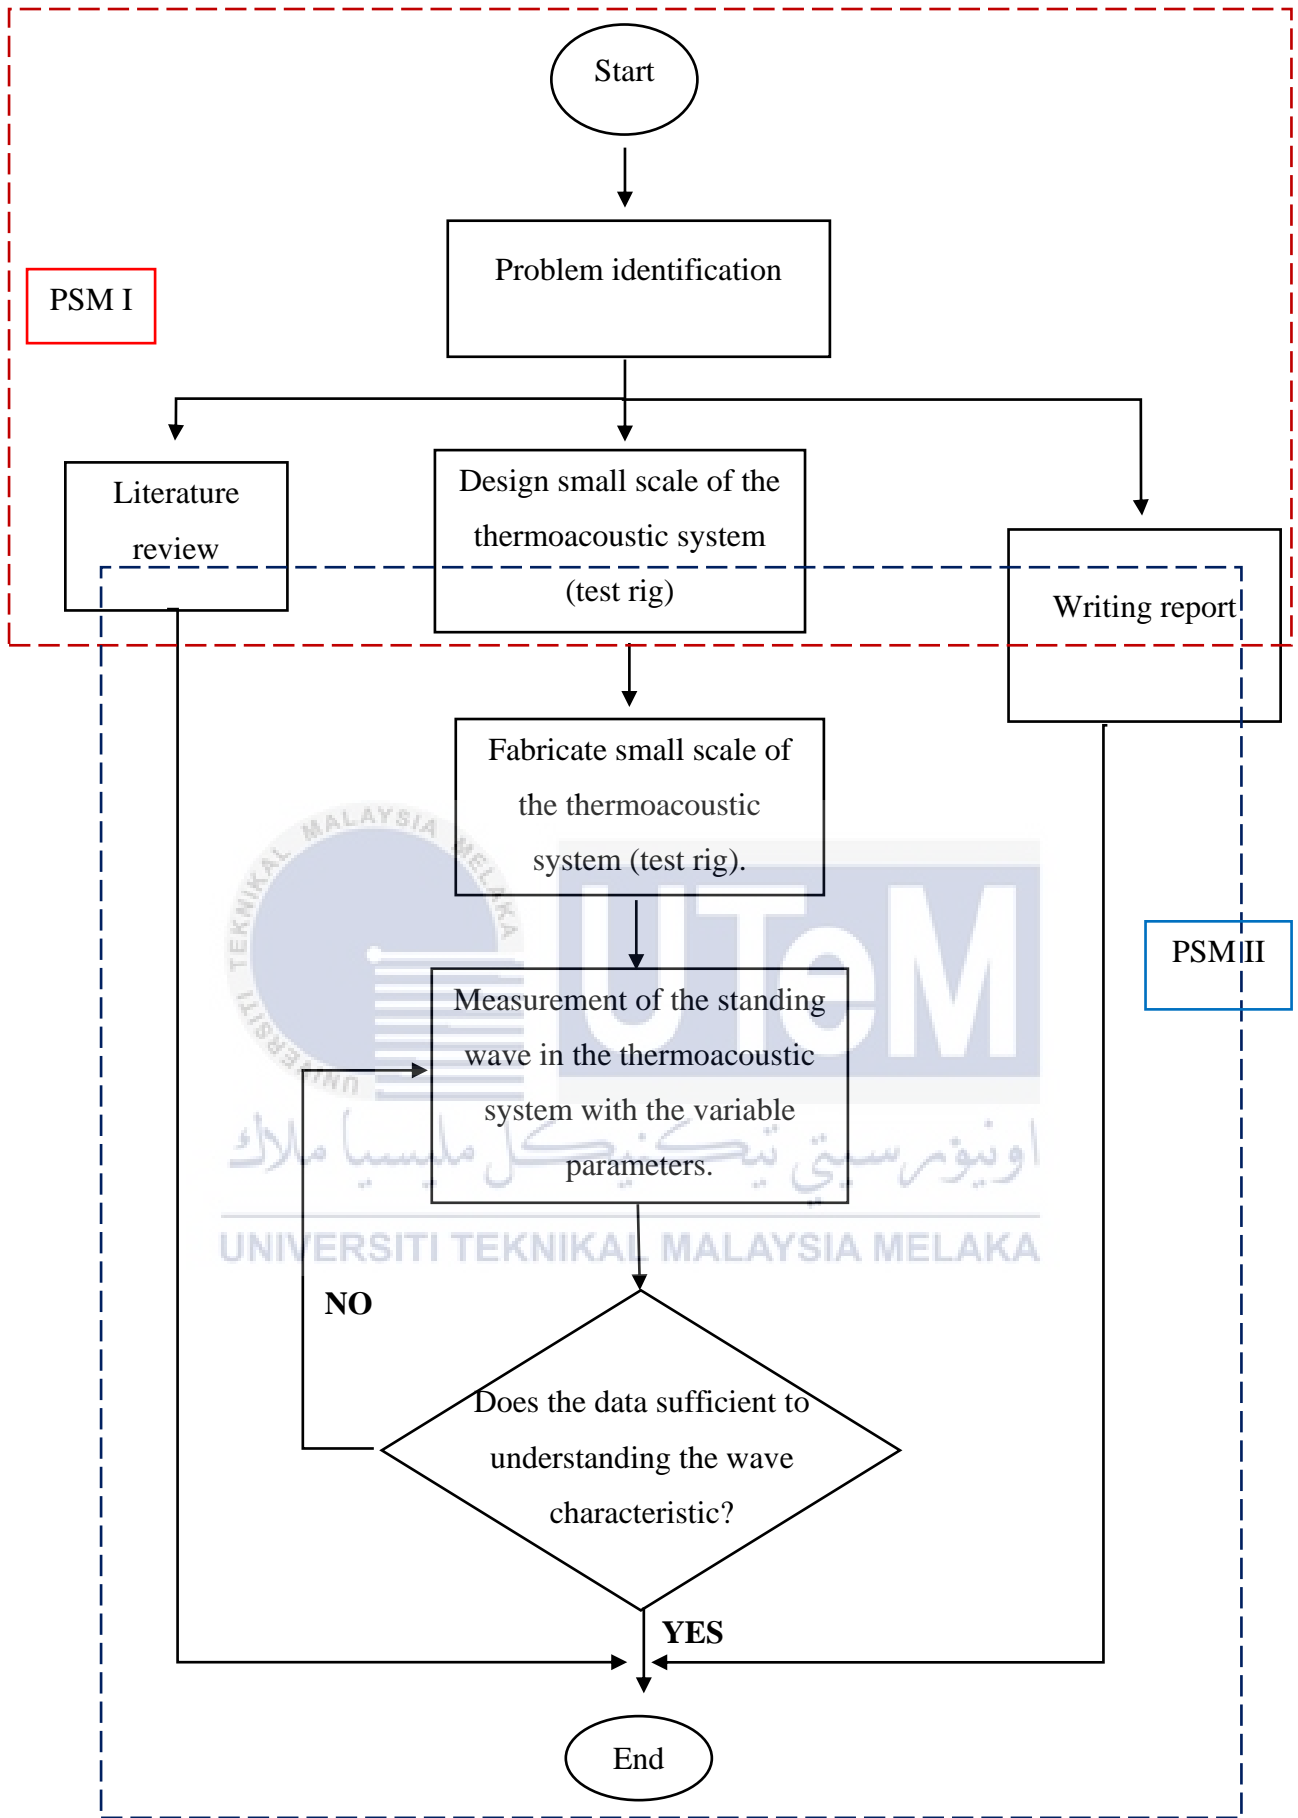 Start
Problem identification
PSM I
Literature
review
Design small scale of the
thermoacoustic system
(test rig)
Writing report
Fabricate small scale of
the thermoacoustic
system (test rig).
UNIVERSITI TEKNIKAL MALAYSIA MELAKA
UTeM
PSM II
Measurement of the standing
wave in the thermoacoustic
system with the variable
parameters.
اونيۏرسيتي تيكنيكل مليسيا ملاك
UNIVERSITI TEKNIKAL MALAYSIA MELAKA
NO
Does the data sufficient to
understanding the wave
characteristic?
YES
End